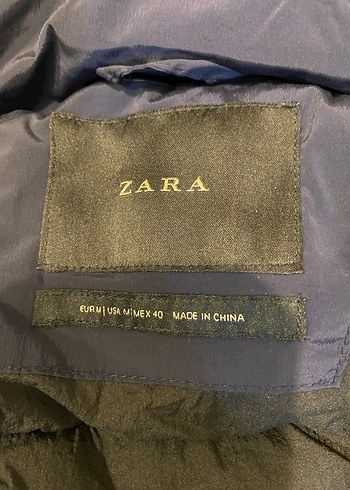 ZARA
EUR M | USA M | MEX 40 MADE IN CHINA